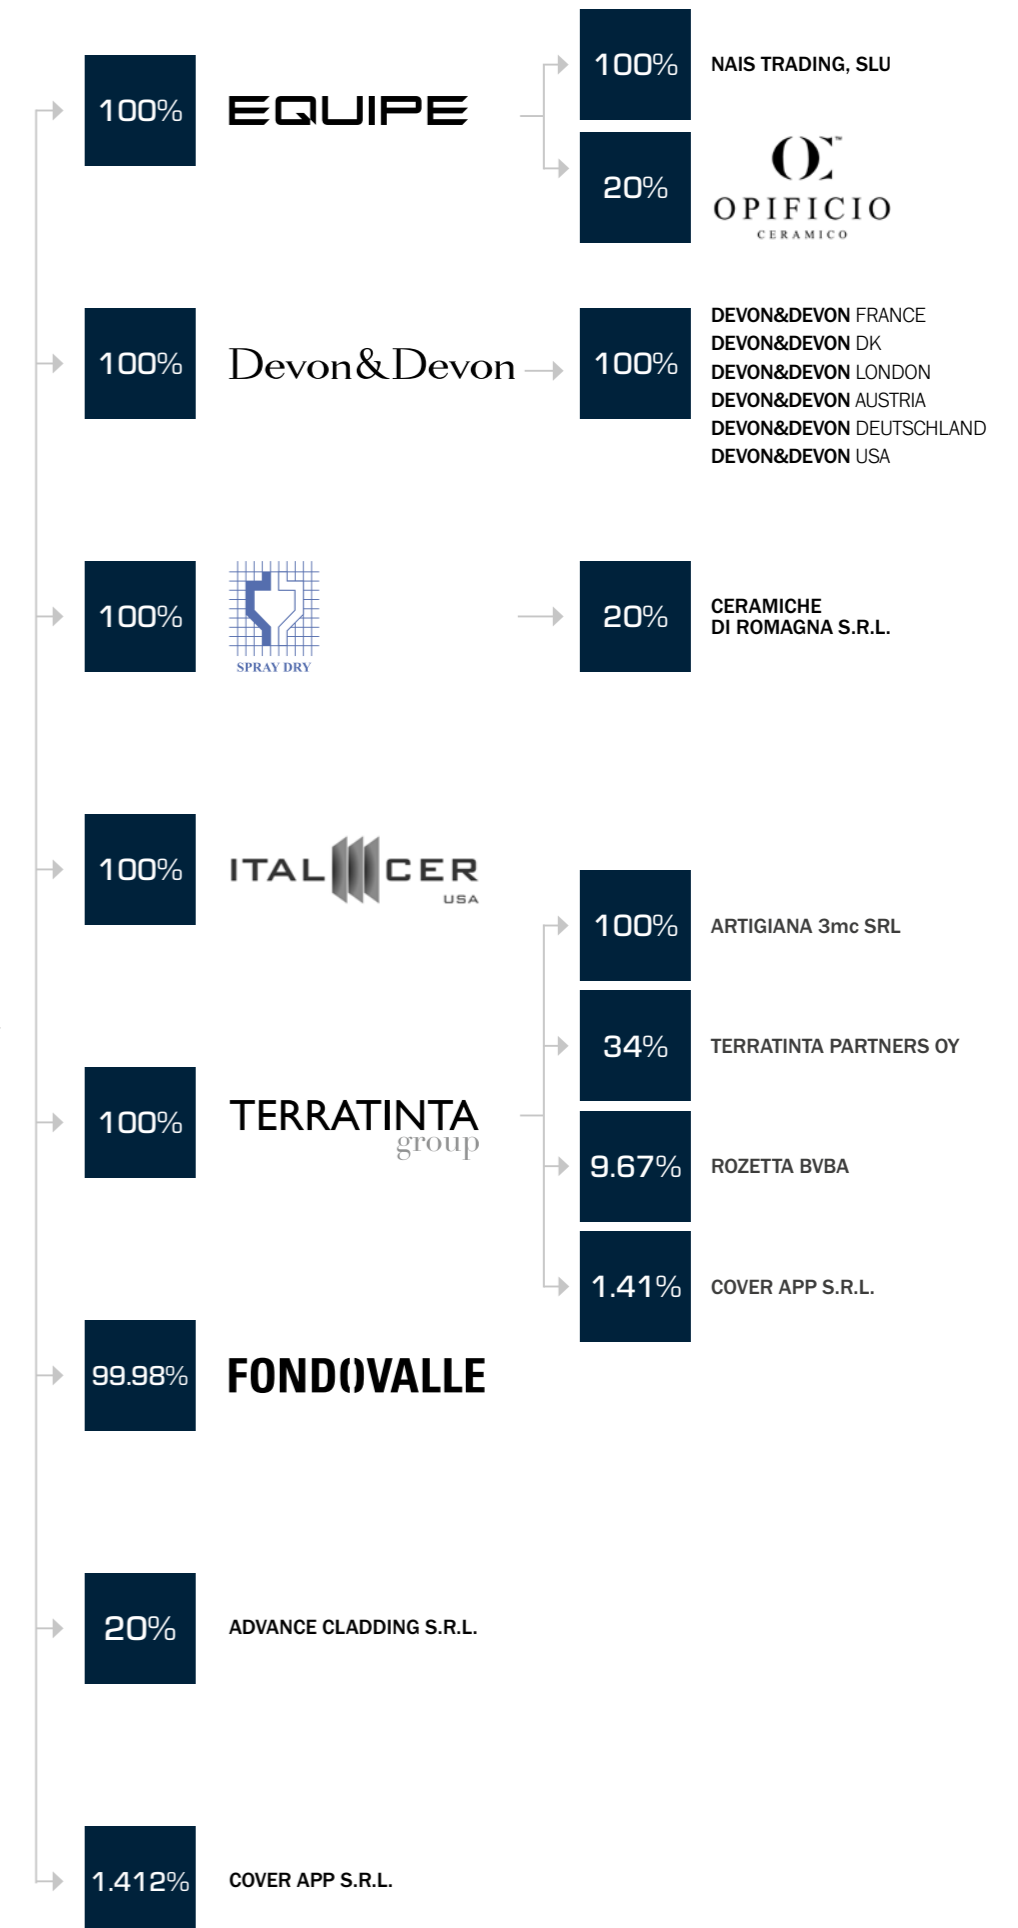 100%
EQUIPE
100%
NAIS TRADING, SLU
20%
OC™
OPIFICIO
CERAMICO
100%
Devon&Devon
100%
DEVON&DEVON FRANCE
DEVON&DEVON DK
DEVON&DEVON LONDON
DEVON&DEVON AUSTRIA
DEVON&DEVON DEUTSCHLAND
DEVON&DEVON USA
100%
SPRAY DRY
20%
CERAMICHE
DI ROMAGNA S.R.L.
100%
ITALCER
USA
100%
TERRATINTA
group
100%
ARTIGIANA 3mc SRL
34%
TERRATINTA PARTNERS OY
9.67%
ROZETTA BVBA
1.41%
COVER APP S.R.L.
99.98%
FONDOVALLE
20%
ADVANCE CLADDING S.R.L.
1.412%
COVER APP S.R.L.